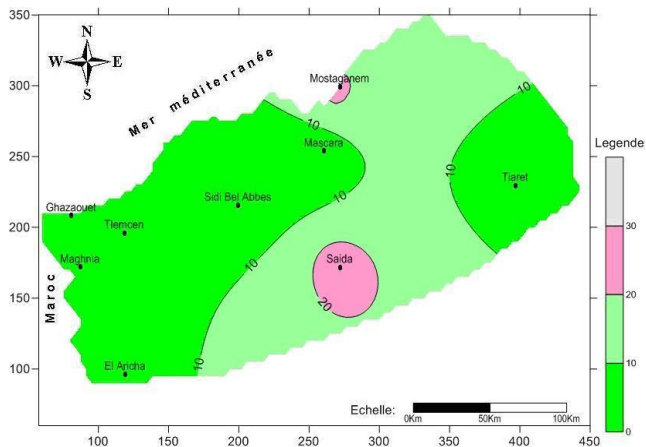 350
300
250
200
150
100
N
W E
S
Mer méditerranée
Mostaganem
10
10
Mascara
10
Tiaret
Sidi Bel Abbes
10
Ghazaouet
Tlemcen
10
Maghnia
Saida
20
Maroc
10
El Aricha
Echelle:
0Km 50Km 100Km
100 150 200 250 300 350 400 450
Legende
30
20
10
0